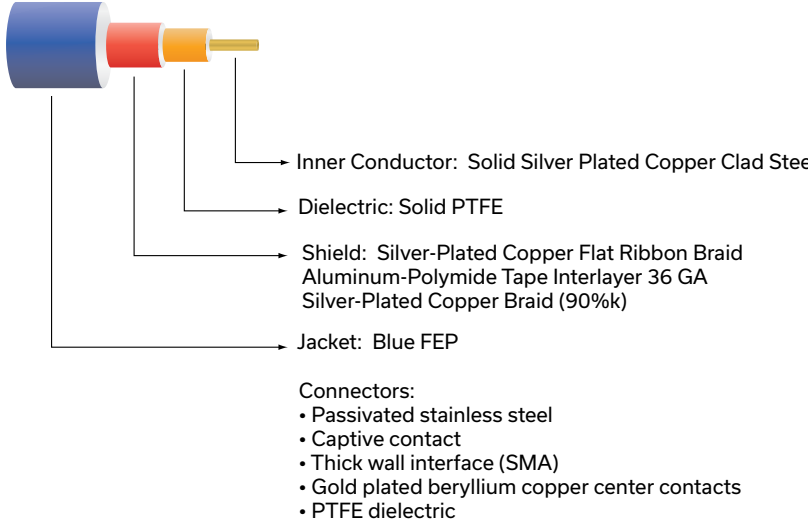 Inner Conductor: Solid Silver Plated Copper Clad Stee
Dielectric: Solid PTFE
Shield: Silver-Plated Copper Flat Ribbon Braid
Aluminum-Polymide Tape Interlayer 36 GA
Silver-Plated Copper Braid (90%k)
Jacket: Blue FEP
Connectors:
• Passivated stainless steel
• Captive contact
• Thick wall interface (SMA)
• Gold plated beryllium copper center contacts
• PTFE dielectric